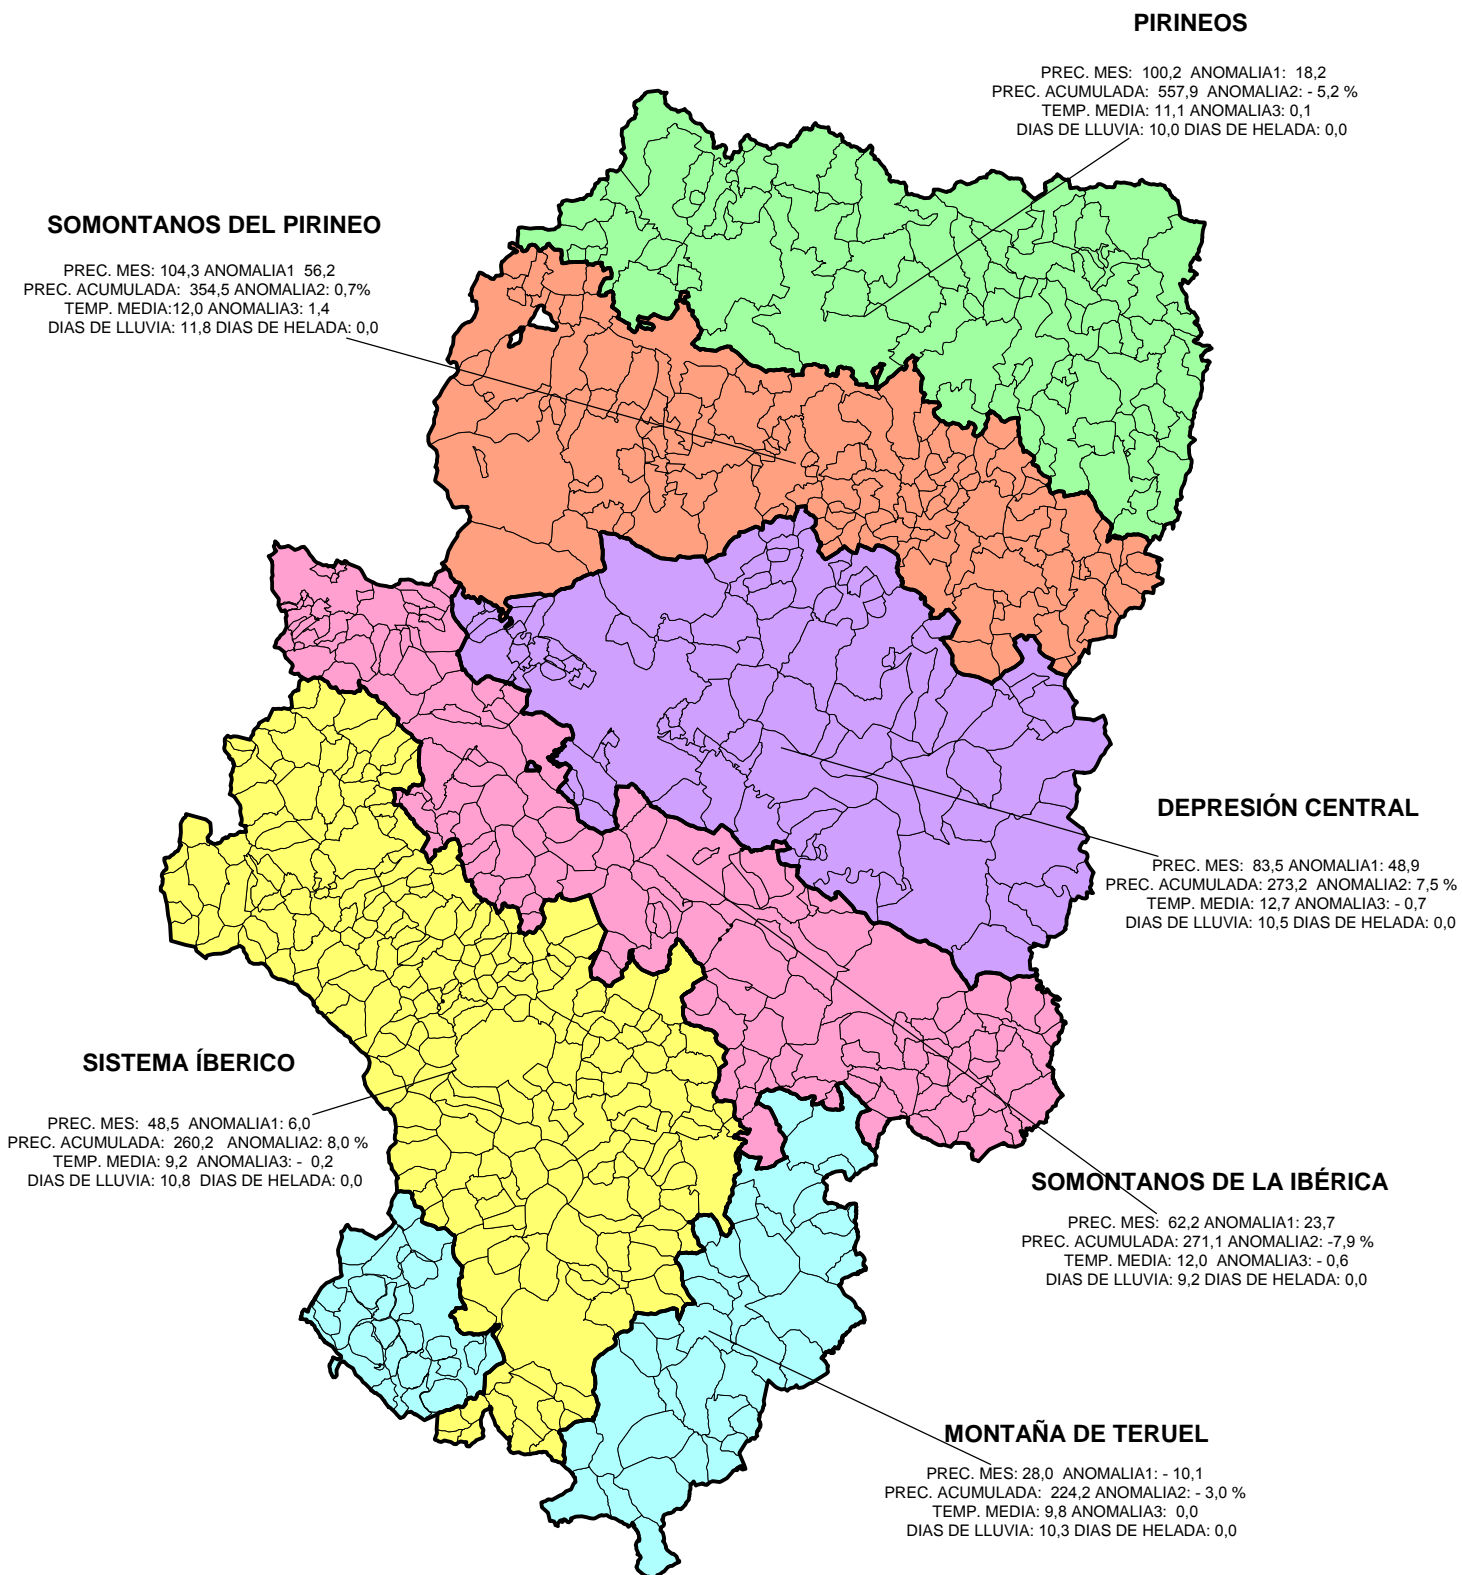 PIRINEOS
PREC. MES: 100,2 ANOMALIA1: 18,2
PREC. ACUMULADA: 557,9 ANOMALIA2: - 5,2 %
TEMP. MEDIA: 11,1 ANOMALIA3: 0,1
DIAS DE LLUVIA: 10,0 DIAS DE HELADA: 0,0
SOMONTANOS DEL PIRINEO
PREC. MES: 104,3 ANOMALIA1 56,2
PREC. ACUMULADA: 354,5 ANOMALIA2: 0,7%
TEMP. MEDIA:12,0 ANOMALIA3: 1,4
DIAS DE LLUVIA: 11,8 DIAS DE HELADA: 0,0
DEPRESIÓN CENTRAL
PREC. MES: 83,5 ANOMALIA1: 48,9
PREC. ACUMULADA: 273,2 ANOMALIA2: 7,5 %
TEMP. MEDIA: 12,7 ANOMALIA3: - 0,7
DIAS DE LLUVIA: 10,5 DIAS DE HELADA: 0,0
SISTEMA ÍBERICO
PREC. MES: 48,5 ANOMALIA1: 6,0
PREC. ACUMULADA: 260,2 ANOMALIA2: 8,0 %
TEMP. MEDIA: 9,2 ANOMALIA3: - 0,2
DIAS DE LLUVIA: 10,8 DIAS DE HELADA: 0,0
SOMONTANOS DE LA IBÉRICA
PREC. MES: 62,2 ANOMALIA1: 23,7
PREC. ACUMULADA: 271,1 ANOMALIA2: -7,9 %
TEMP. MEDIA: 12,0 ANOMALIA3: - 0,6
DIAS DE LLUVIA: 9,2 DIAS DE HELADA: 0,0
MONTAÑA DE TERUEL
PREC. MES: 28,0 ANOMALIA1: - 10,1
PREC. ACUMULADA: 224,2 ANOMALIA2: - 3,0 %
TEMP. MEDIA: 9,8 ANOMALIA3: 0,0
DIAS DE LLUVIA: 10,3 DIAS DE HELADA: 0,0